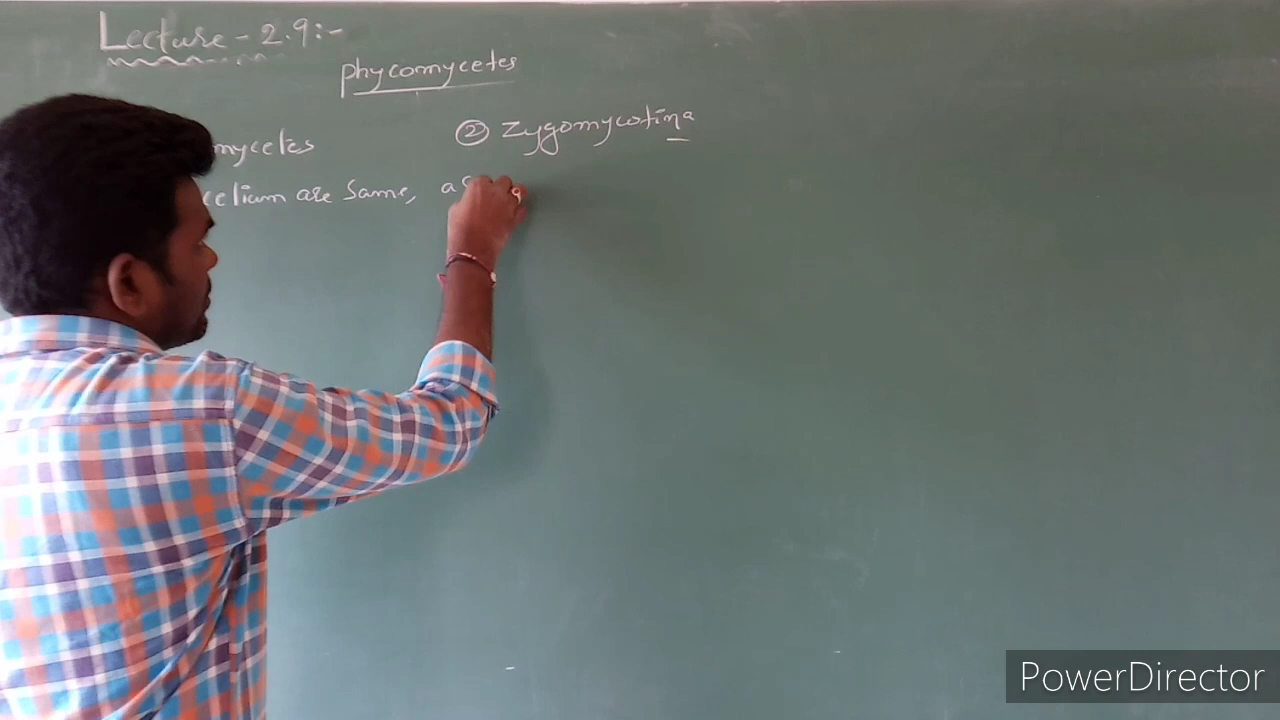 Lecture - 2.9:-
phycomycetes
mycetes ② Zygomycotina
celium are same,
PowerDirector